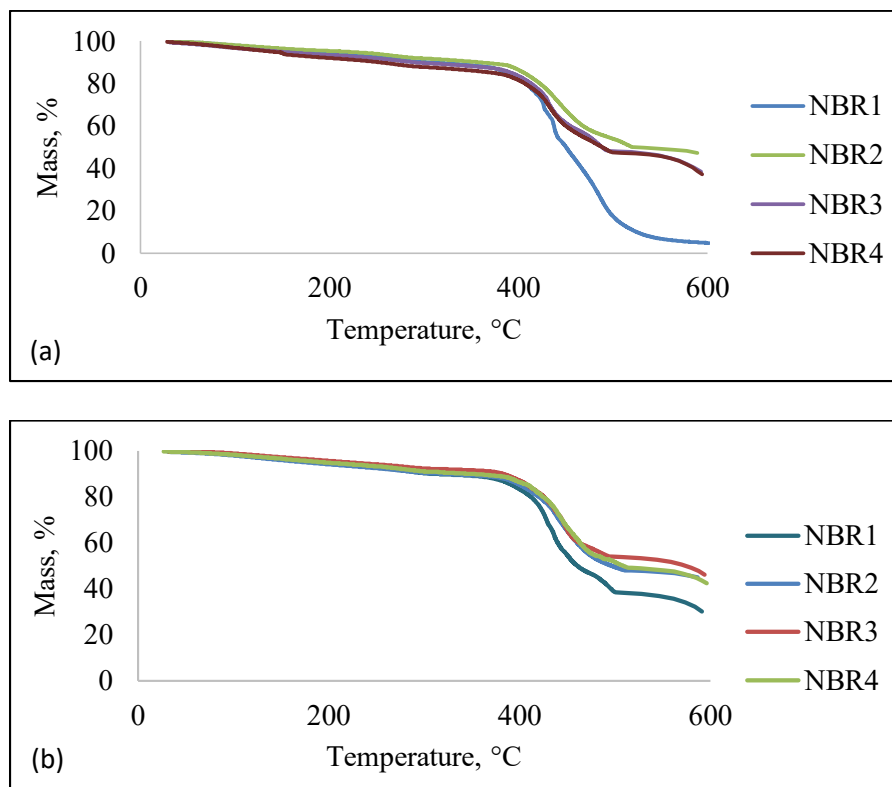 100
80
60
40
20
0
Mass, %
0 200 400 600
Temperature, °C
NBR1
NBR2
NBR3
NBR4
(a)
100
80
60
40
20
0
Mass, %
0 200 400 600
Temperature, °C
NBR1
NBR2
NBR3
NBR4
(b)